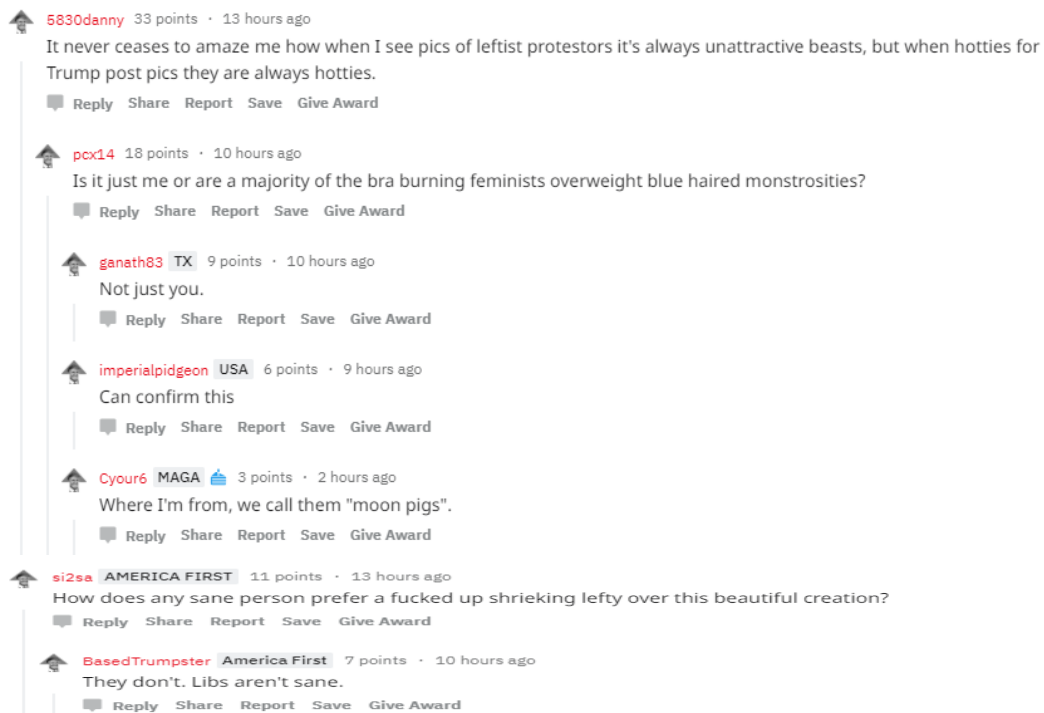 5830danny 33 points · 13 hours ago
It never ceases to amaze me how when I see pics of leftist protestors it's always unattractive beasts, but when hotties for
Trump post pics they are always hotties.
Reply Share Report Save Give Award
pcx14 18 points · 10 hours ago
Is it just me or are a majority of the bra burning feminists overweight blue haired monstrosities?
Reply Share Report Save Give Award
ganath83 TX 9 points · 10 hours ago
Not just you.
Reply Share Report Save Give Award
imperialpidgeon USA 6 points · 9 hours ago
Can confirm this
Reply Share Report Save Give Award
Cyour6 MAGA 3 points · 2 hours ago
Where I'm from, we call them "moon pigs".
Reply Share Report Save Give Award
si2sa AMERICA FIRST 11 points · 13 hours ago
How does any sane person prefer a fucked up shrieking lefty over this beautiful creation?
Reply Share Report Save Give Award
BasedTrumpster America First 7 points · 10 hours ago
They don't. Libs aren't sane.
Reply Share Report Save Give Award